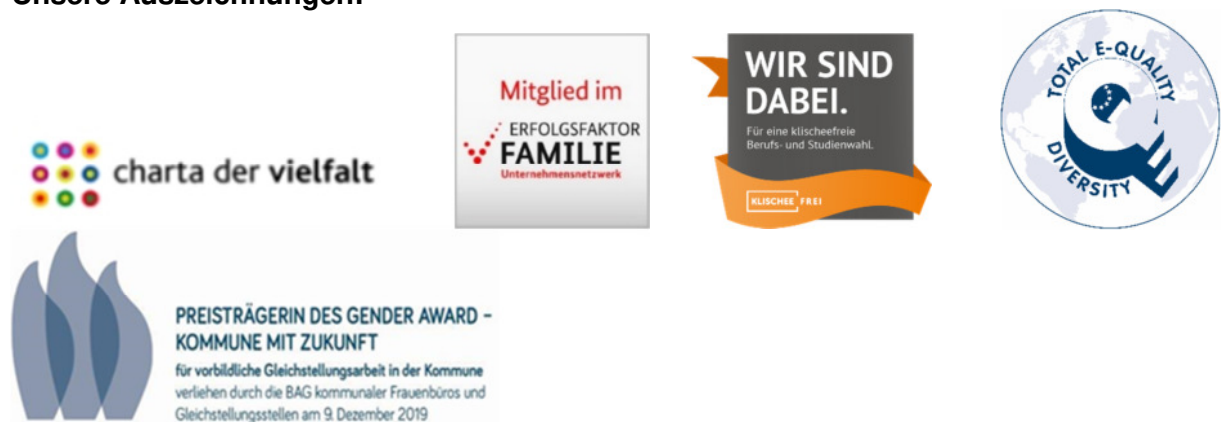 Unsere Auszeichnungen:
charta der vielfalt
Mitglied im
ERFOLGSFAKTOR
FAMILIE
Unternehmensnetzwerk
WIR SIND
DABEI.
Für eine klischeefreie
Berufs- und Studienwahl.
KLISCHEE FREI
TOTAL E-QUALITY
DIVERSITY
PREISTRÄGERIN DES GENDER AWARD –
KOMMUNE MIT ZUKUNFT
für vorbildliche Gleichstellungsarbeit in der Kommune
verliehen durch die BAG kommunaler Frauenbüros und
Gleichstellungsstellen am 9. Dezember 2019